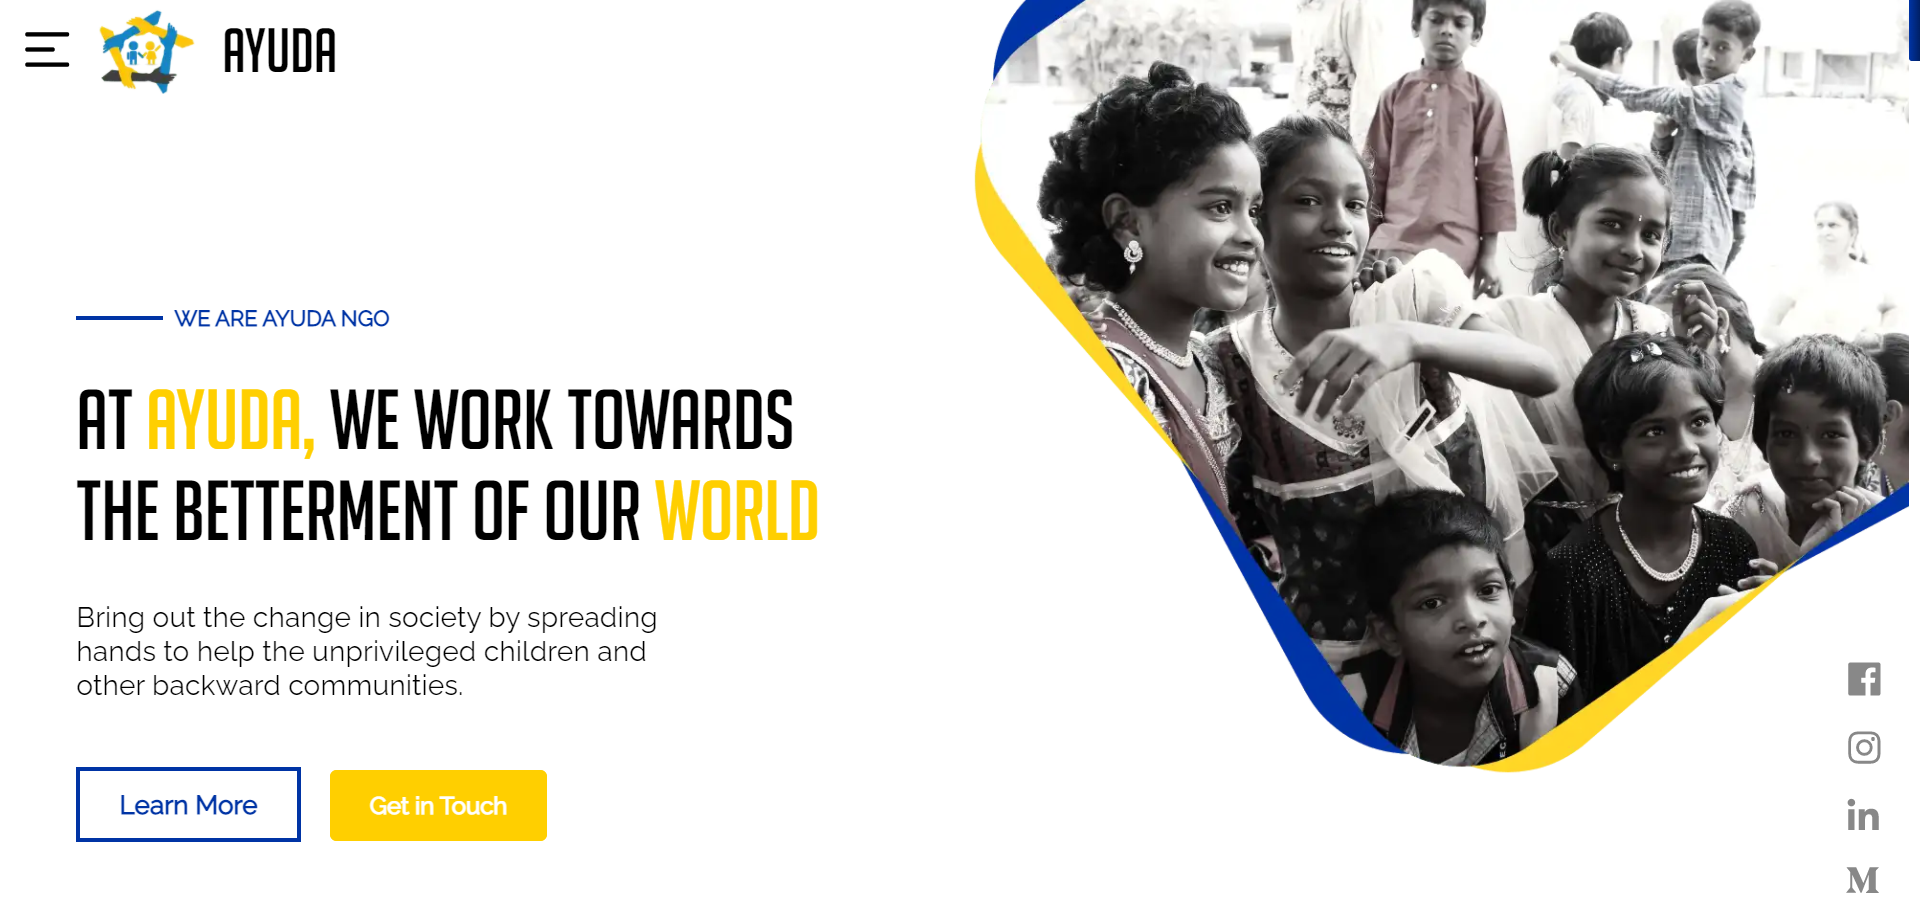 AYUDA
WE ARE AYUDA NGO
AT AYUDA, WE WORK TOWARDS
THE BETTERMENT OF OUR WORLD
Bring out the change in society by spreading
hands to help the unprivileged children and
other backward communities.
Learn More
Get in Touch